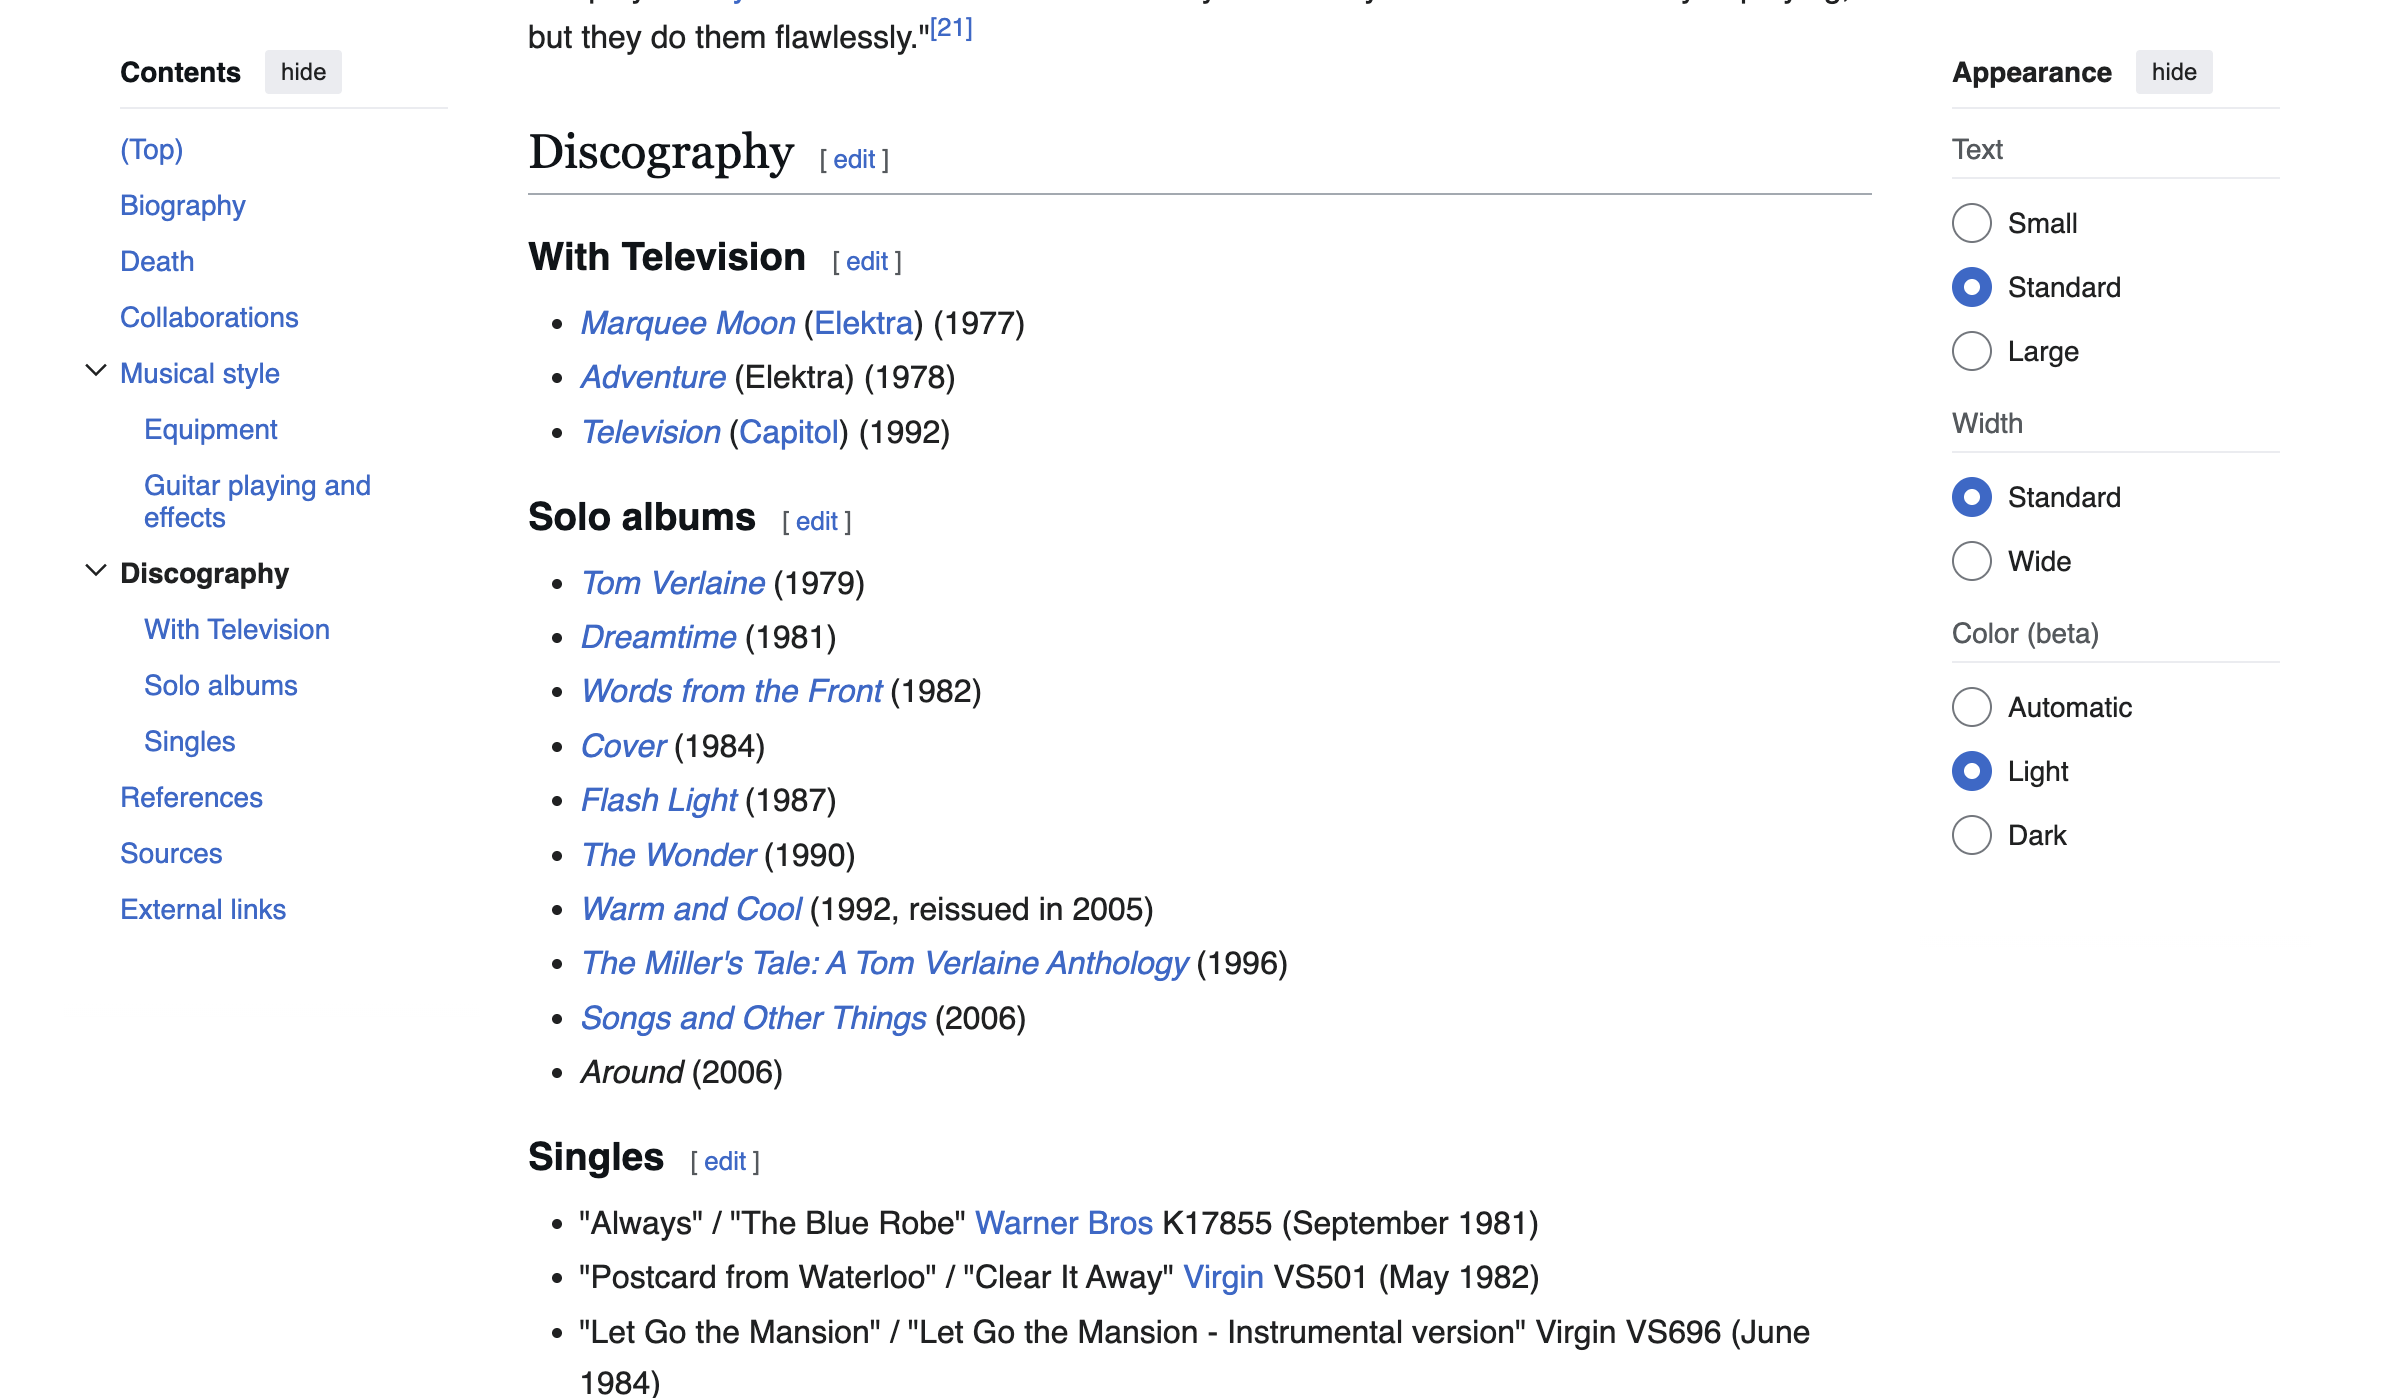 but they do them flawlessly."[21]
Contents hide
(Top)
Biography
Death
Collaborations
Musical style
Equipment
Guitar playing and
effects
Discography
With Television
Solo albums
Singles
References
Sources
External links
Discography [ edit ]
With Television [ edit ]
Marquee Moon (Elektra) (1977)
Adventure (Elektra) (1978)
Television (Capitol) (1992)
Solo albums [ edit ]
Tom Verlaine (1979)
Dreamtime (1981)
Words from the Front (1982)
Cover (1984)
Flash Light (1987)
The Wonder (1990)
Warm and Cool (1992, reissued in 2005)
The Miller's Tale: A Tom Verlaine Anthology (1996)
Songs and Other Things (2006)
Around (2006)
Singles [ edit ]
"Always" / "The Blue Robe" Warner Bros K17855 (September 1981)
"Postcard from Waterloo" / "Clear It Away" Virgin VS501 (May 1982)
"Let Go the Mansion" / "Let Go the Mansion - Instrumental version" Virgin VS696 (June
1984)
Appearance hide
Text
Small
Standard
Large
Width
Standard
Wide
Color (beta)
Automatic
Light
Dark